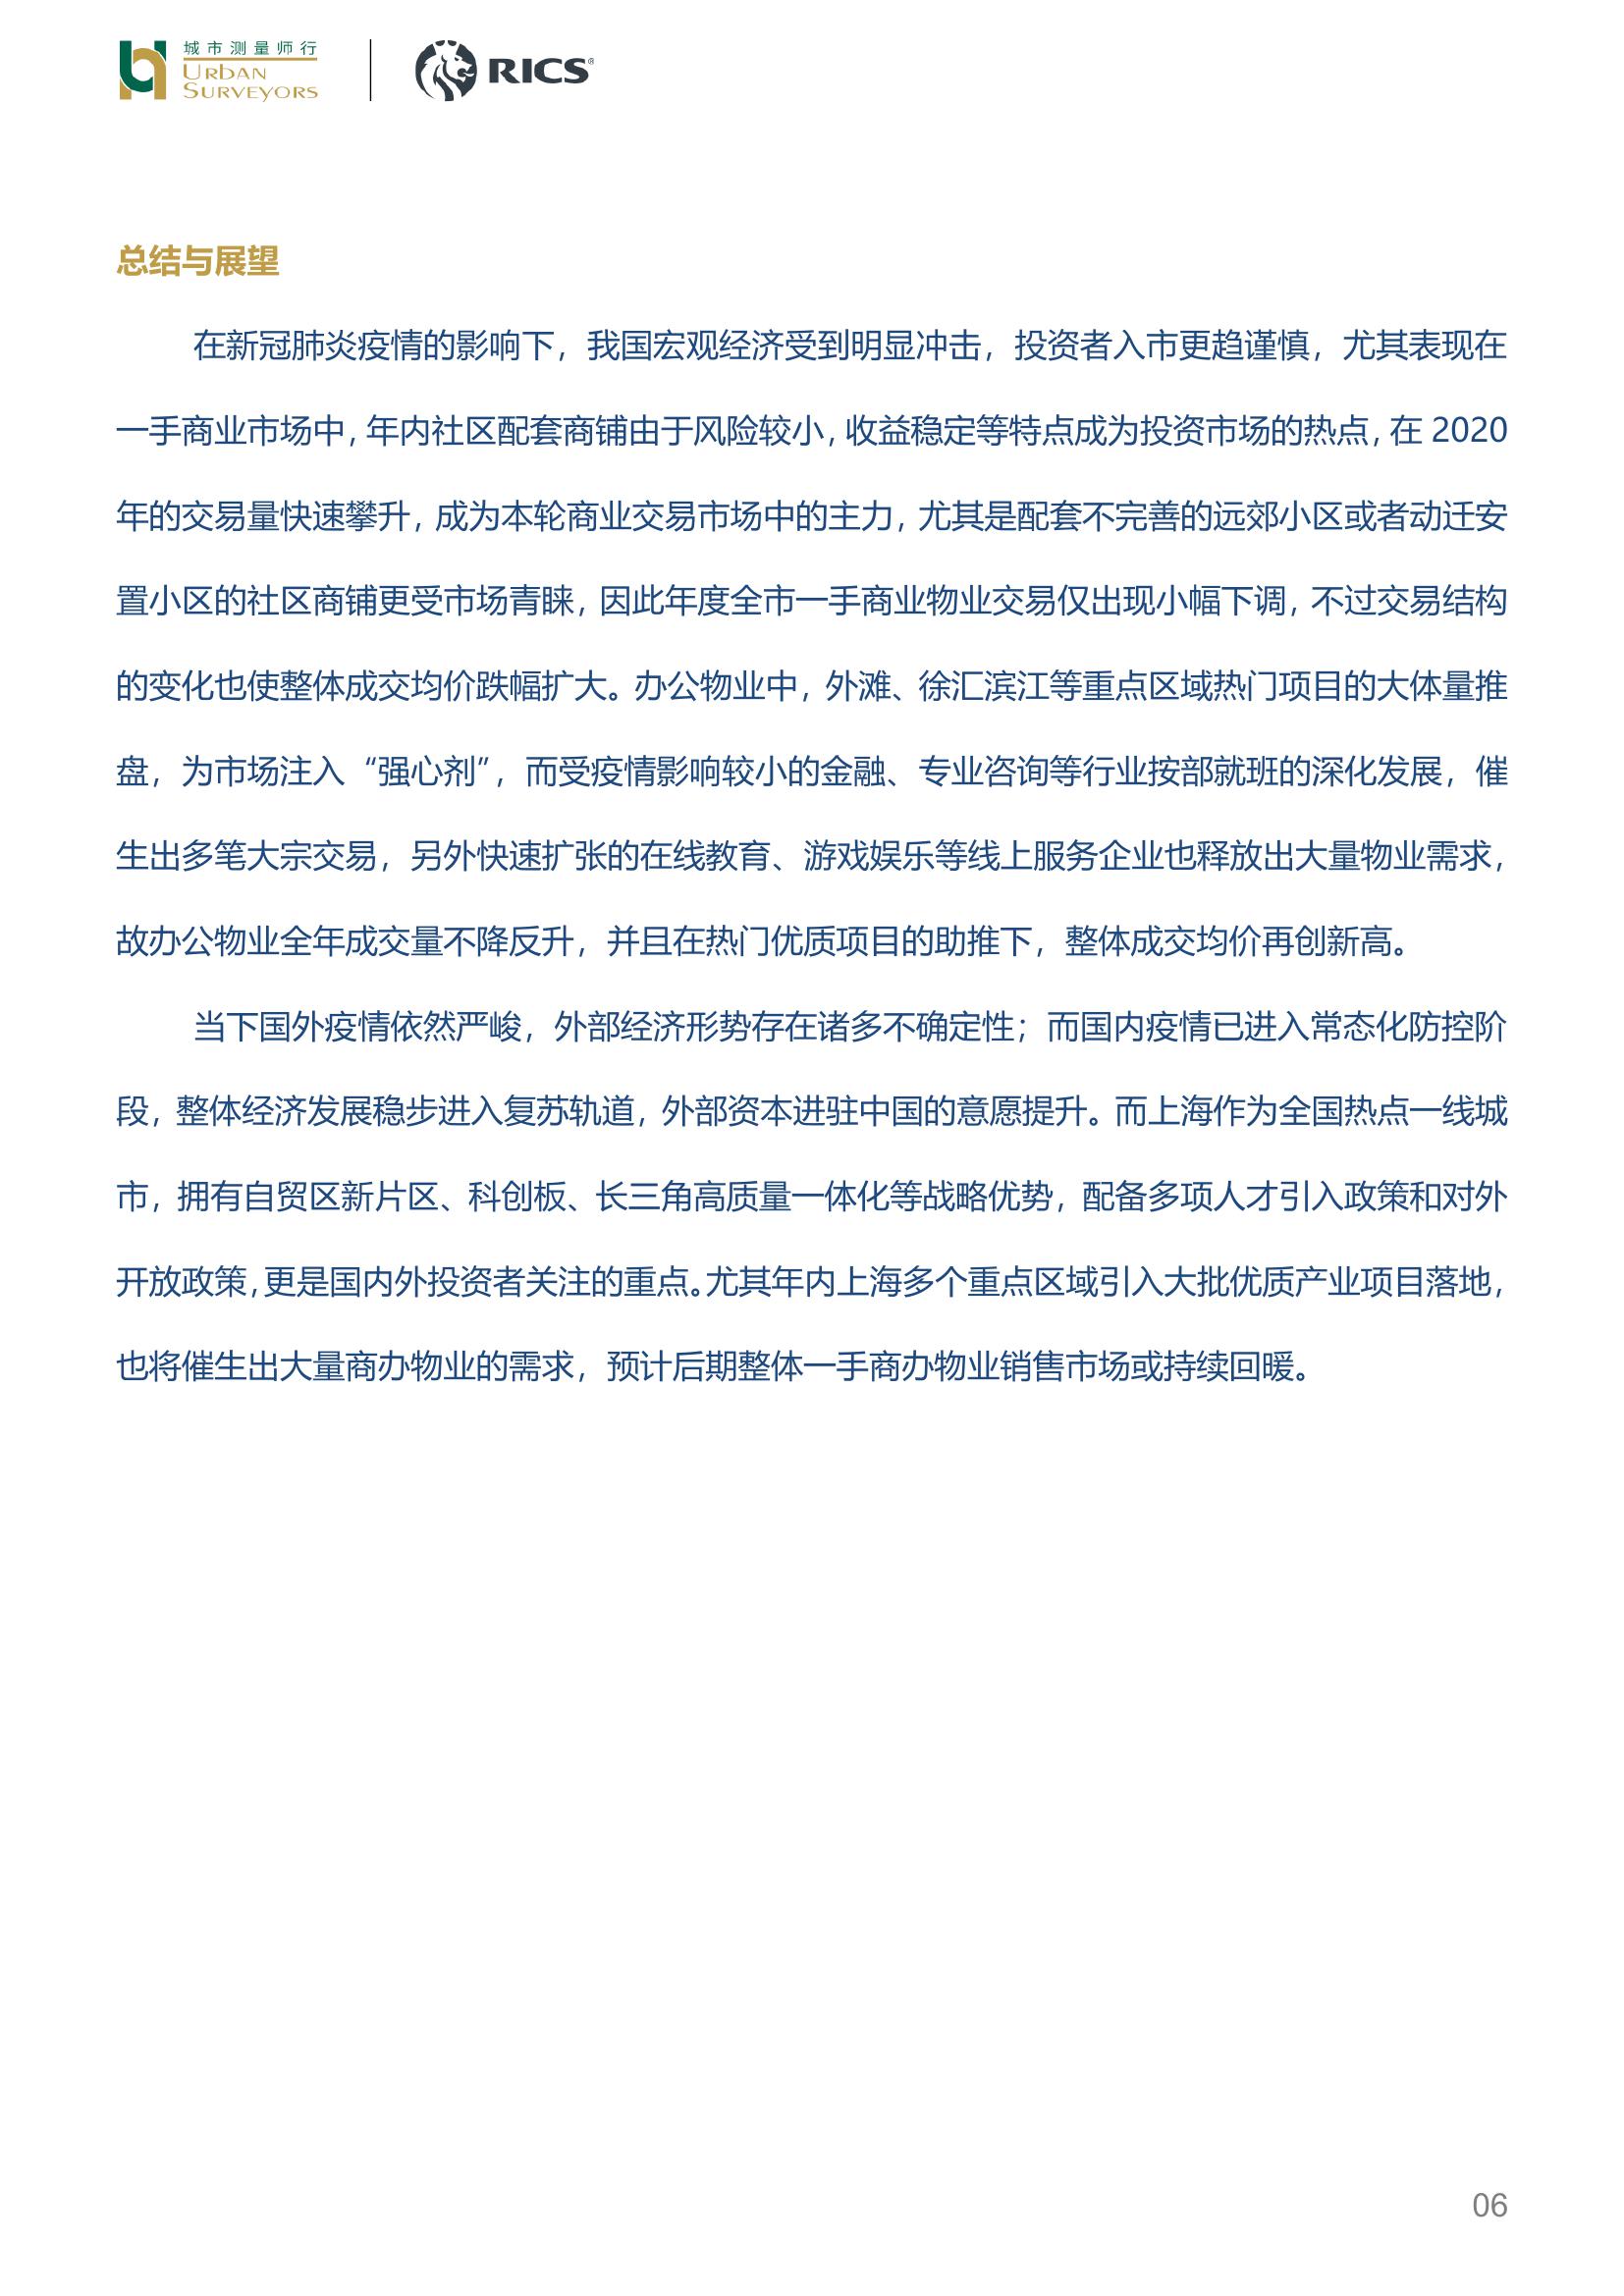 城市测量师行
URBAN
SURVEYORS
RICS®
总结与展望
在新冠肺炎疫情的影响下，我国宏观经济受到明显冲击，投资者入市更趋谨慎，尤其表现在
一手商业市场中，年内社区配套商铺由于风险较小，收益稳定等特点成为投资市场的热点，在 2020
年的交易量快速攀升，成为本轮商业交易市场中的主力，尤其是配套不完善的远郊小区或者动迁安
置小区的社区商铺更受市场青睐，因此年度全市一手商业物业交易仅出现小幅下调，不过交易结构
的变化也使整体成交均价跌幅扩大。办公物业中，外滩、徐汇滨江等重点区域热门项目的大体量推
盘，为市场注入“强心剂”，而受疫情影响较小的金融、专业咨询等行业按部就班的深化发展，催
生出多笔大宗交易，另外快速扩张的在线教育、游戏娱乐等线上服务企业也释放出大量物业需求，
故办公物业全年成交量不降反升，并且在热门优质项目的助推下，整体成交均价再创新高。
当下国外疫情依然严峻，外部经济形势存在诸多不确定性；而国内疫情已进入常态化防控阶
段，整体经济发展稳步进入复苏轨道，外部资本进驻中国的意愿提升。而上海作为全国热点一线城
市，拥有自贸区新片区、科创板、长三角高质量一体化等战略优势，配备多项人才引入政策和对外
开放政策，更是国内外投资者关注的重点。尤其年内上海多个重点区域引入大批优质产业项目落地，
也将催生出大量商办物业的需求，预计后期整体一手商办物业销售市场或持续回暖。
06